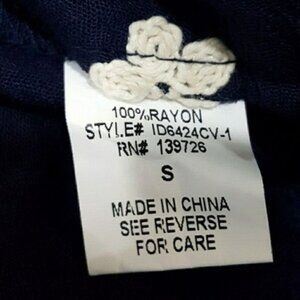 100% RAYON
STYLE# ID6424CV-1
RN# 139726
S
MADE IN CHINA
SEE REVERSE
FOR CARE